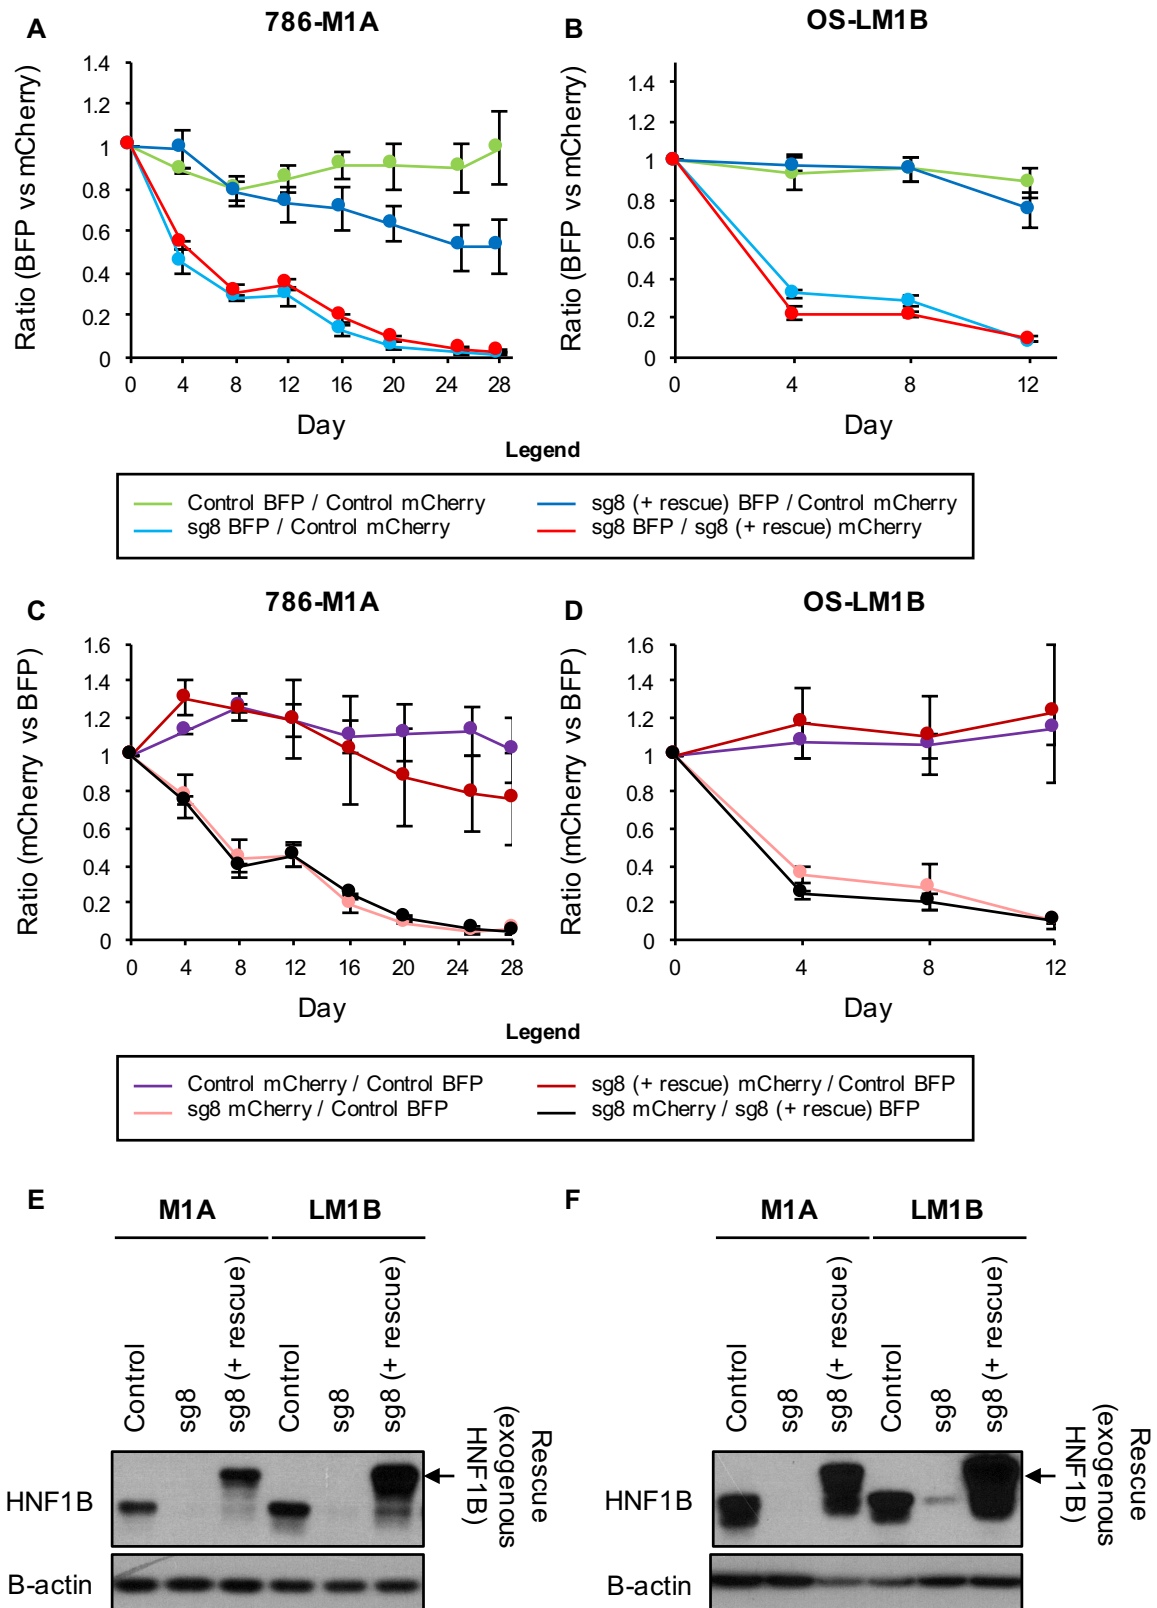 A
786-M1A
Ratio (BFP vs mCherry)
1.4
1.2
1
0.8
0.6
0.4
0.2
0
0 4 8 12 16 20 24 28
Day
B
OS-LM1B
Ratio (BFP vs mCherry)
1.4
1.2
1
0.8
0.6
0.4
0.2
0
0 4 8 12
Day
Legend
Control BFP / Control mCherry
sg8 (+ rescue) BFP / Control mCherry
sg8 BFP / Control mCherry
sg8 BFP / sg8 (+ rescue) mCherry
C
786-M1A
Ratio (mCherry vs BFP)
1.6
1.4
1.2
1
0.8
0.6
0.4
0.2
0
0 4 8 12 16 20 24 28
Day
D
OS-LM1B
Ratio (mCherry vs BFP)
1.6
1.4
1.2
1
0.8
0.6
0.4
0.2
0
0 4 8 12
Day
Legend
Control mCherry / Control BFP
sg8 (+ rescue) mCherry / Control BFP
sg8 mCherry / Control BFP
sg8 mCherry / sg8 (+ rescue) BFP
E
M1A
LM1B
Control
sg8
sg8 (+ rescue)
Control
sg8
sg8 (+ rescue)
HNF1B
B-actin
Rescue
(exogenous
HNF1B)
F
M1A
LM1B
Control
sg8
sg8 (+ rescue)
Control
sg8
sg8 (+ rescue)
HNF1B
B-actin
Rescue
(exogenous
HNF1B)